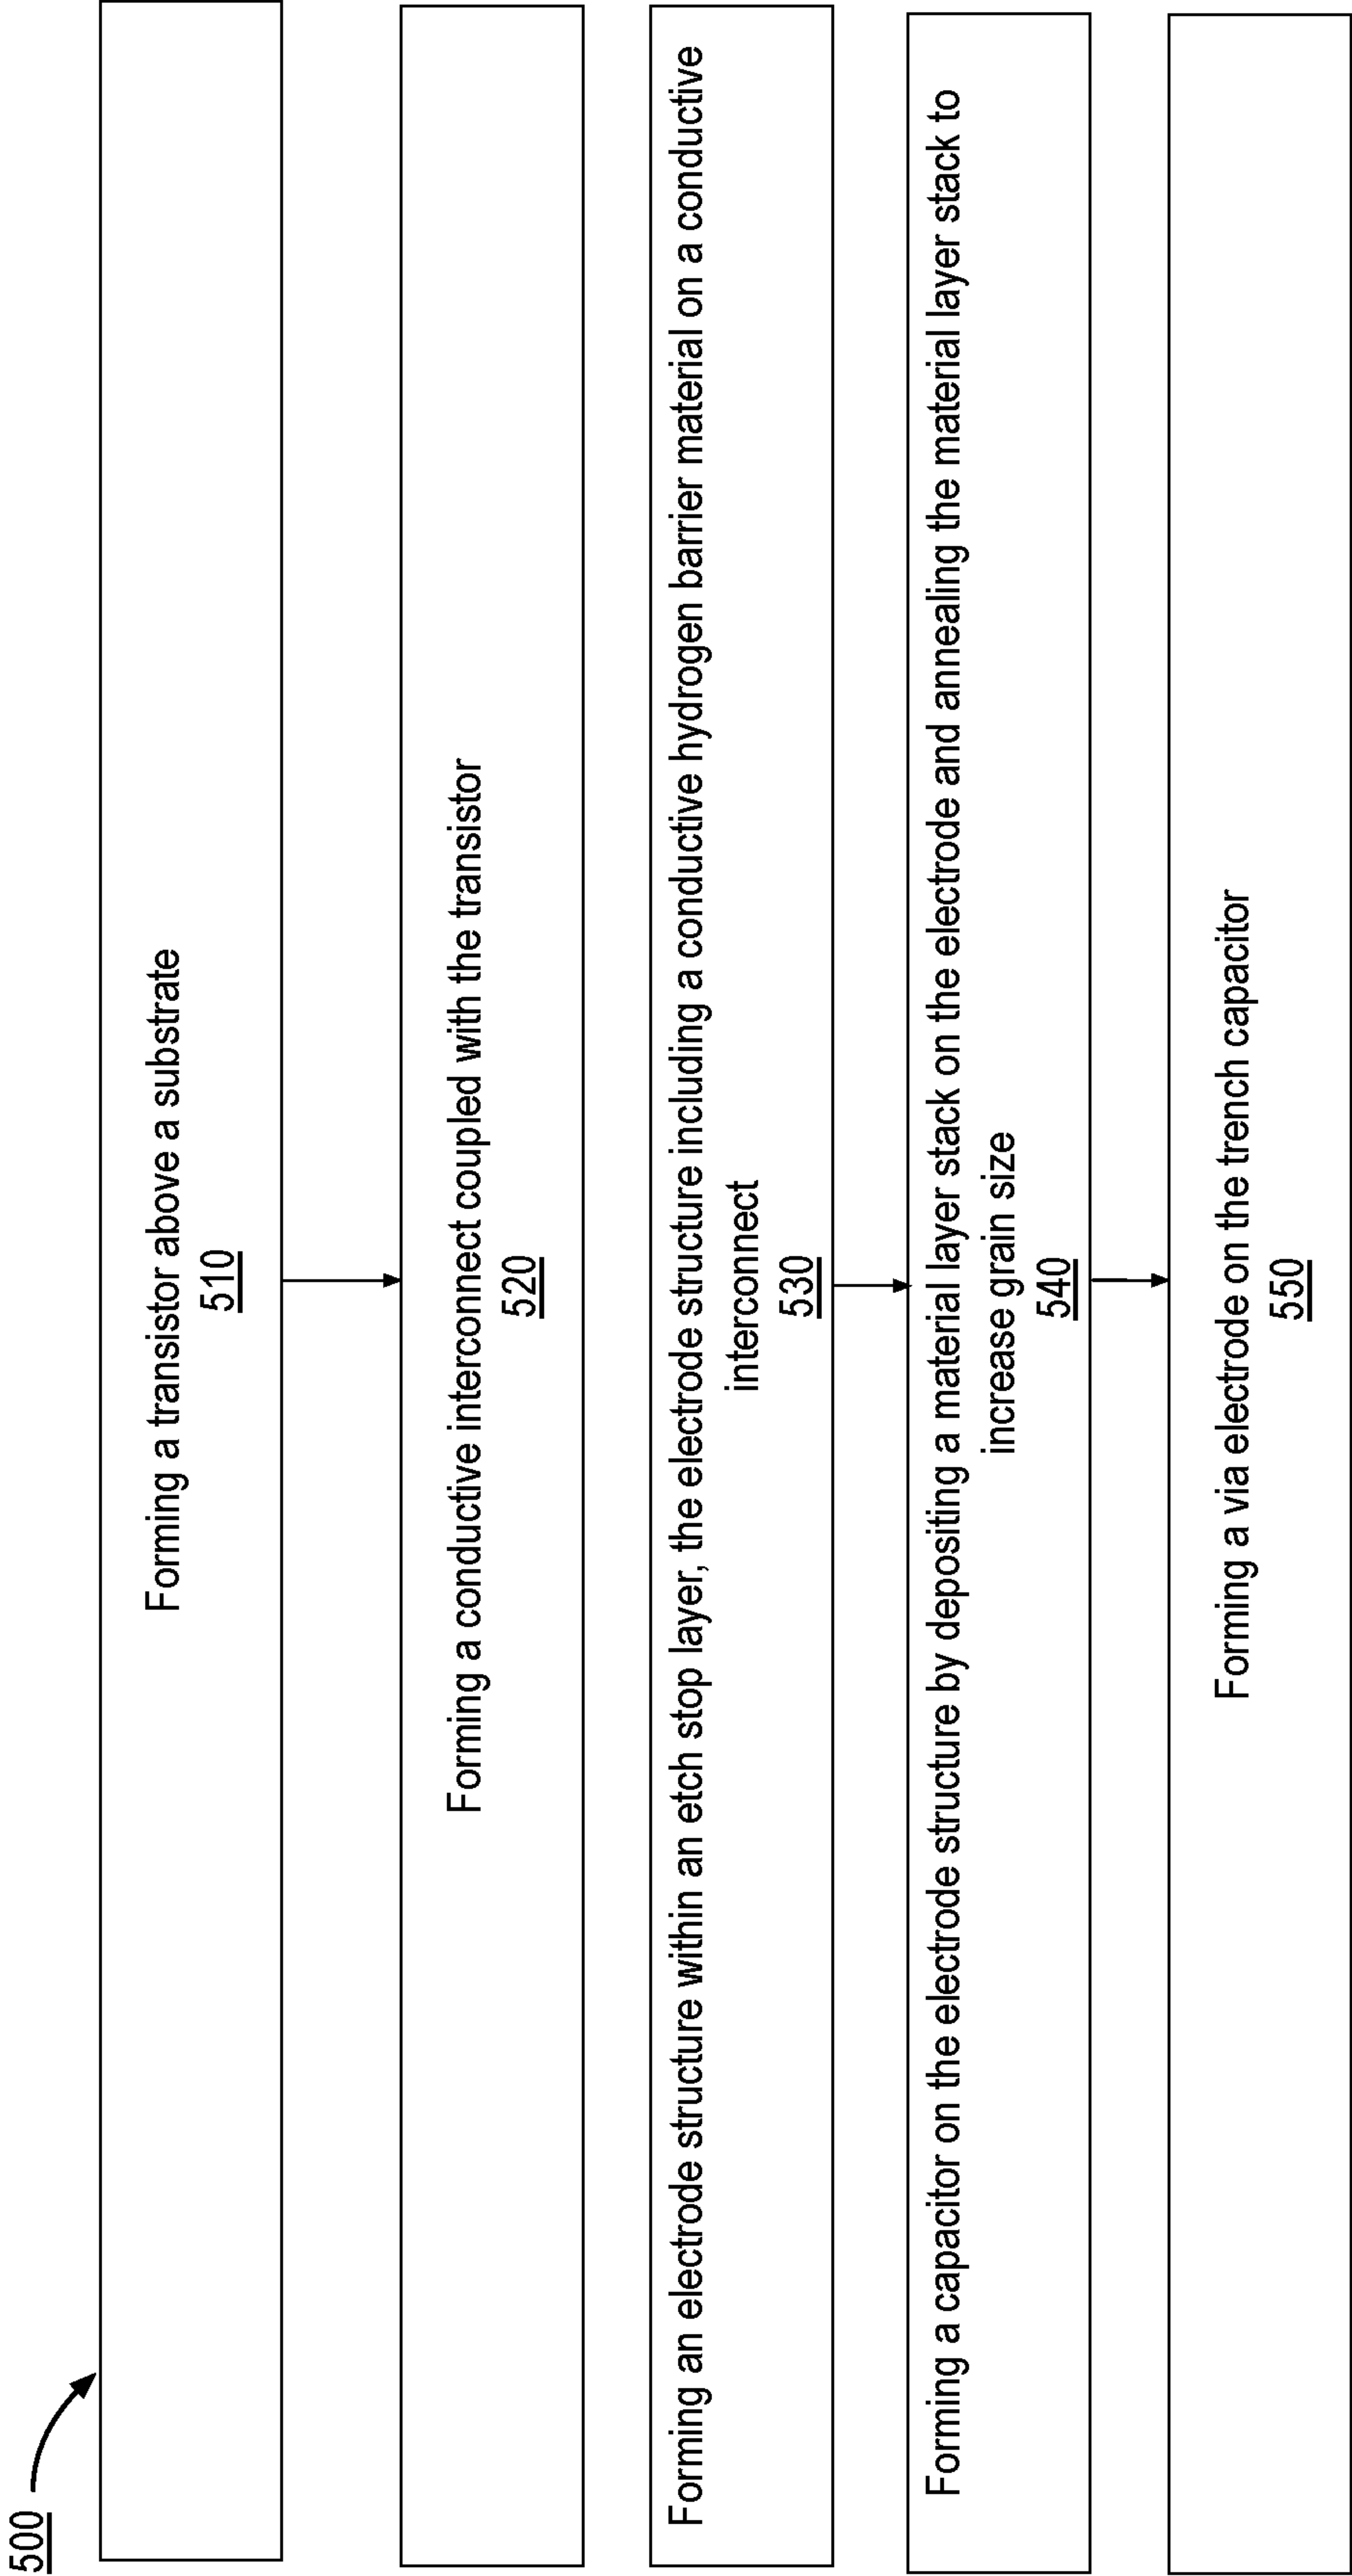 500
Forming a transistor above a substrate
510
Forming a conductive interconnect coupled with the transistor
520
Forming an electrode structure within an etch stop layer, the electrode structure including a conductive hydrogen barrier material on a conductive
interconnect
530
Forming a capacitor on the electrode structure by depositing a material layer stack on the electrode and annealing the material layer stack to
increase grain size
540
Forming a via electrode on the trench capacitor
550